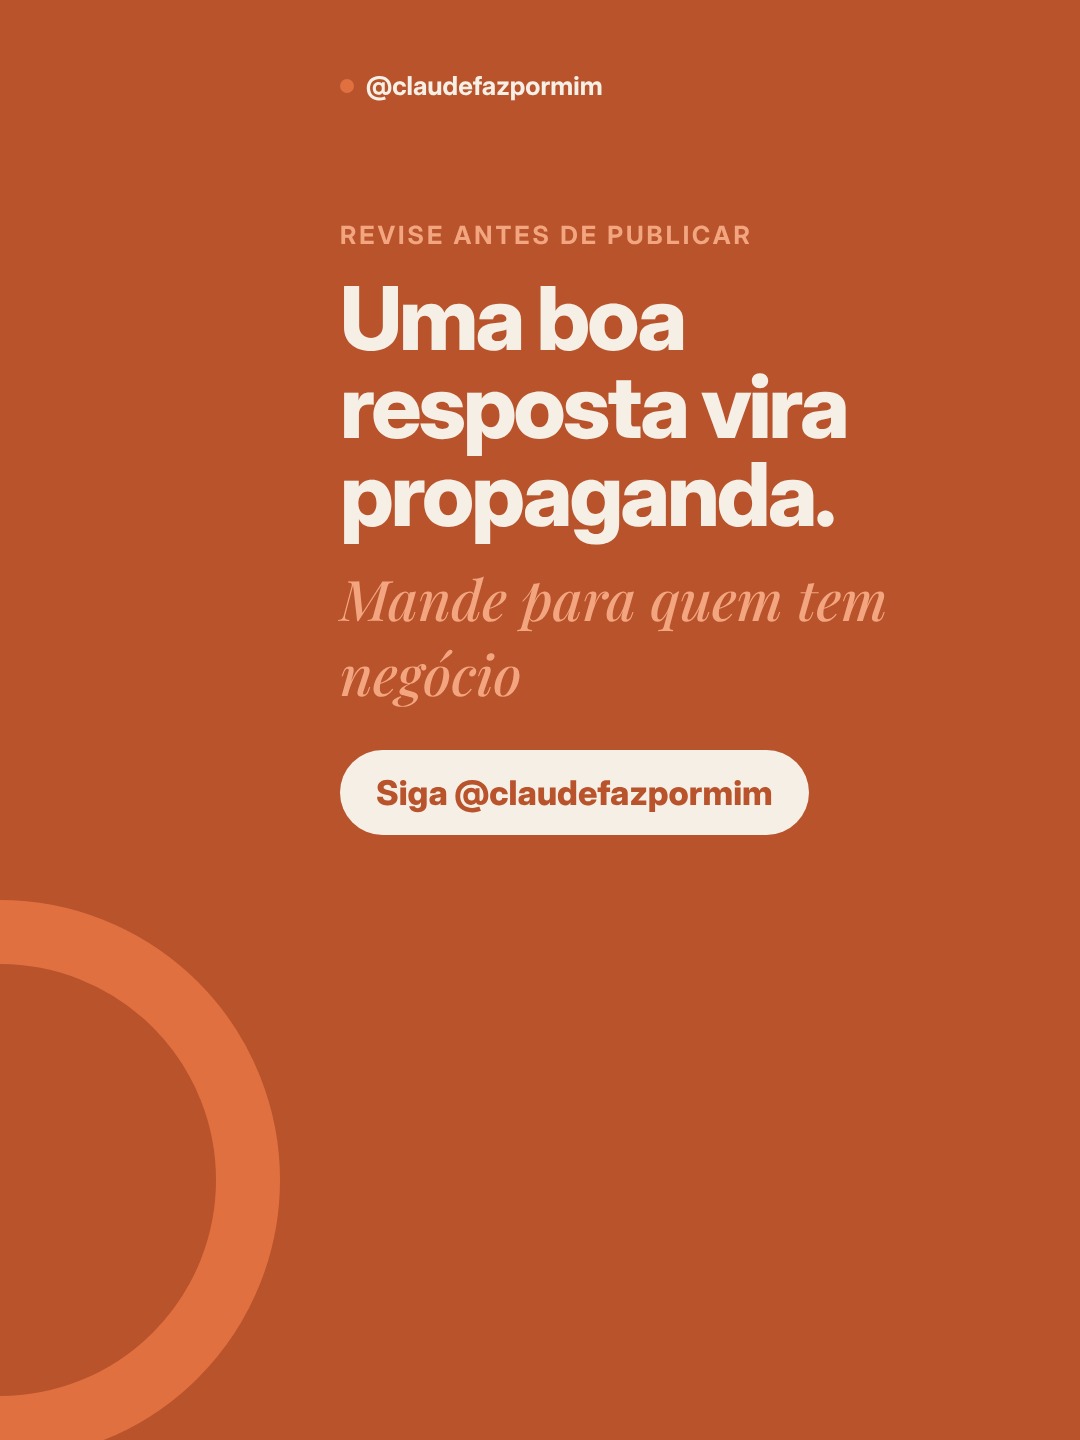 @claudefazpormim
REVISE ANTES DE PUBLICAR
Uma boa
resposta vira
propaganda.
Mande para quem tem
negócio
Siga @claudefazpormim